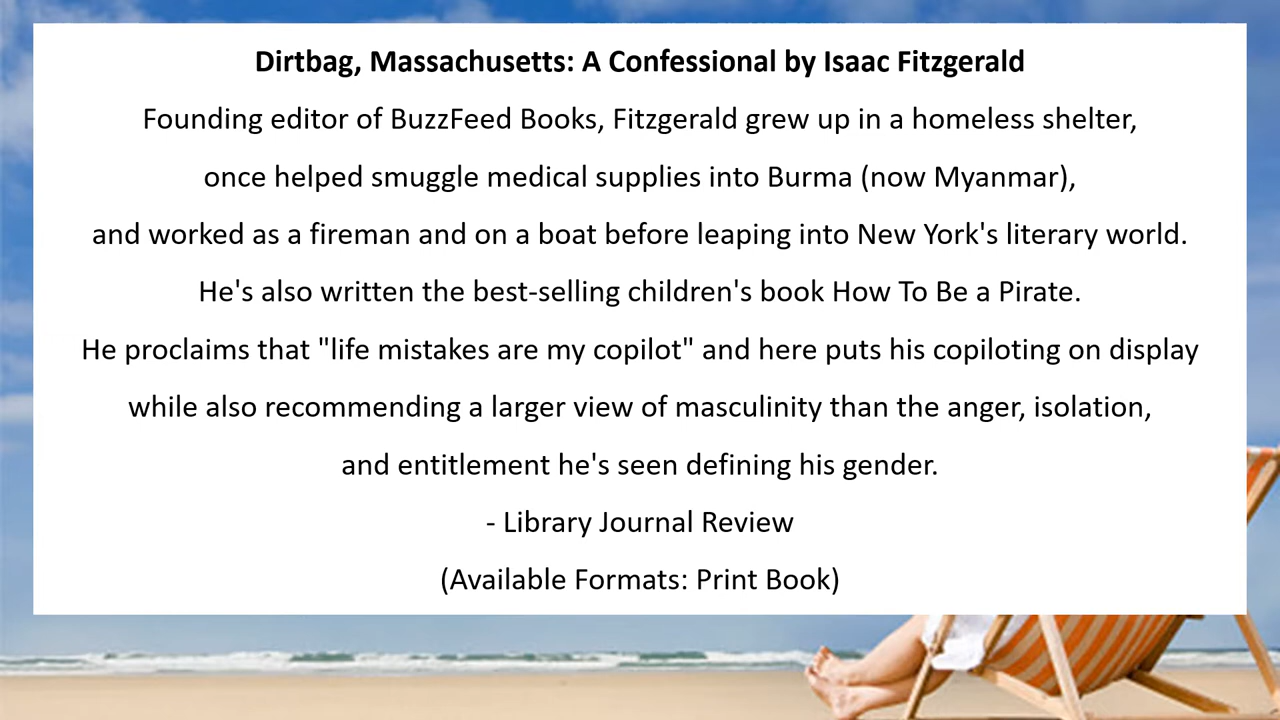 Dirtbag, Massachusetts: A Confessional by Isaac Fitzgerald
Founding editor of BuzzFeed Books, Fitzgerald grew up in a homeless shelter,
once helped smuggle medical supplies into Burma (now Myanmar),
and worked as a fireman and on a boat before leaping into New York's literary world.
He's also written the best-selling children's book How To Be a Pirate.
He proclaims that "life mistakes are my copilot" and here puts his copiloting on display
while also recommending a larger view of masculinity than the anger, isolation,
and entitlement he's seen defining his gender.
- Library Journal Review
(Available Formats: Print Book)